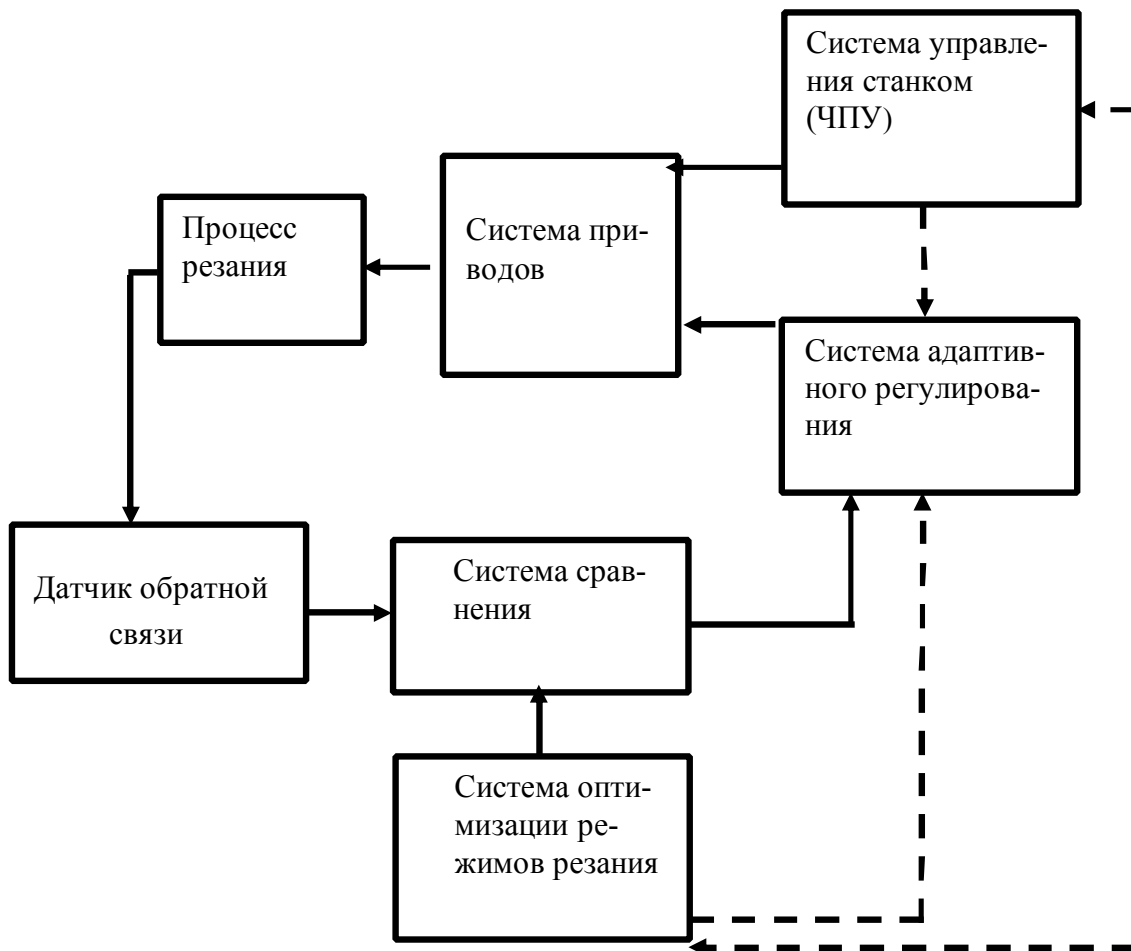 Система управле-
ния станком
(ЧПУ)
Процесс
резания
Система при-
водов
Система адаптив-
ного регулирова-
ния
Датчик обратной
связи
Система срав-
нения
Система опти-
мизации ре-
жимов резания